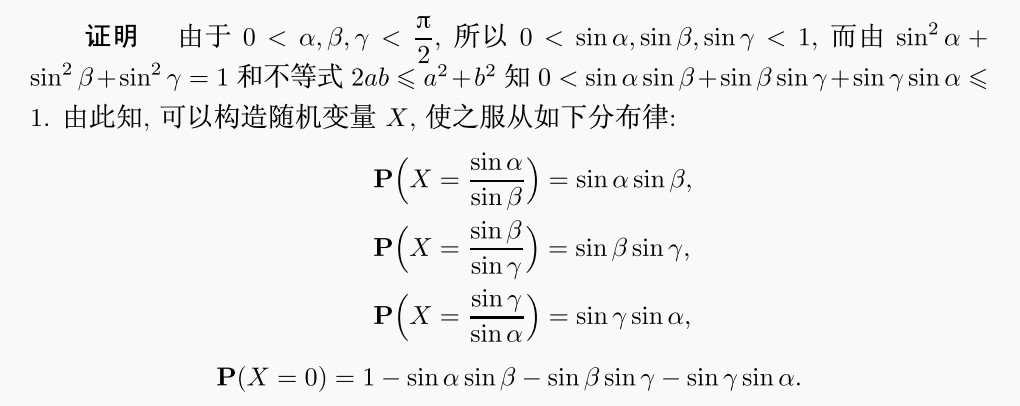 证明 由于 0 < α, β, γ < π/2, 所以 0 < sin α, sin β, sin γ < 1, 而由 sin² α +
sin² β + sin² γ = 1 和不等式 2ab ⩽ a² + b² 知 0 < sin α sin β + sin β sin γ + sin γ sin α ⩽
1. 由此知, 可以构造随机变量 X, 使之服从如下分布律:
P(X = sin α / sin β) = sin α sin β,
P(X = sin β / sin γ) = sin β sin γ,
P(X = sin γ / sin α) = sin γ sin α,
P(X = 0) = 1 − sin α sin β − sin β sin γ − sin γ sin α.